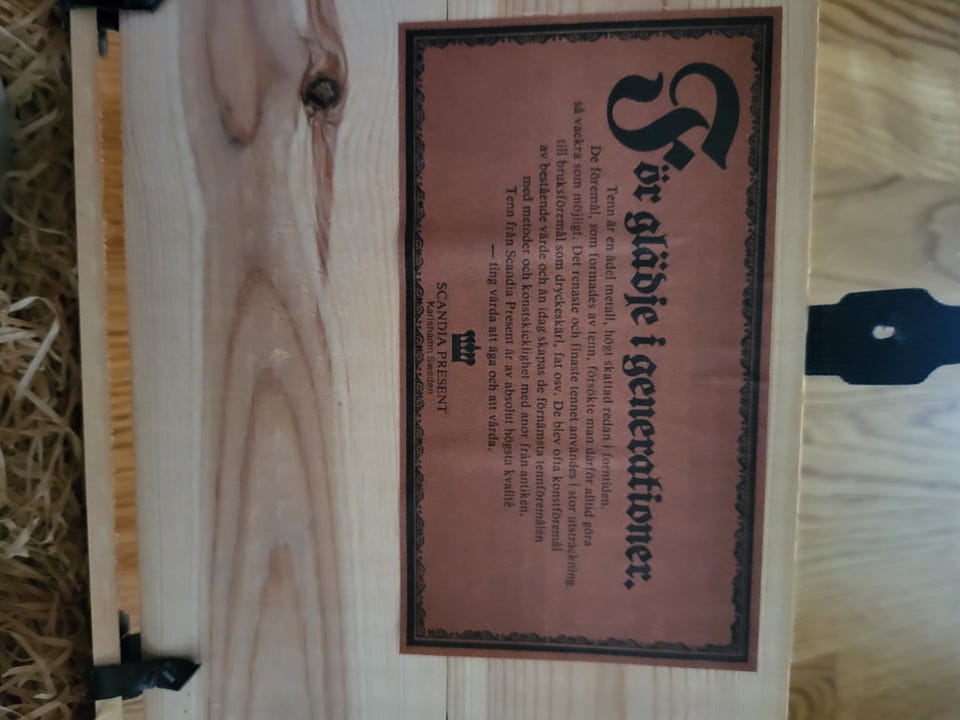 För glädje i generationer.
Tenn är en ädel metall, högt skattad redan i forntiden.
De föremål, som formades av tenn, försökte man därför alltid göra
så vackra som möjligt. Det renaste och finaste tennet användes i stor utsträckning
till bruksföremål som dryckeskärl, fat osv. De blev ofta konstföremål
av bestående värde och än idag skapas de förnämsta tennföremålen
med metoder och konstskicklighet med anor från antiken.
Tenn från Scandia Present är av absolut högsta kvalité
— ting värda att äga och att vårda.
SCANDIA PRESENT
Karlshamn Sweden